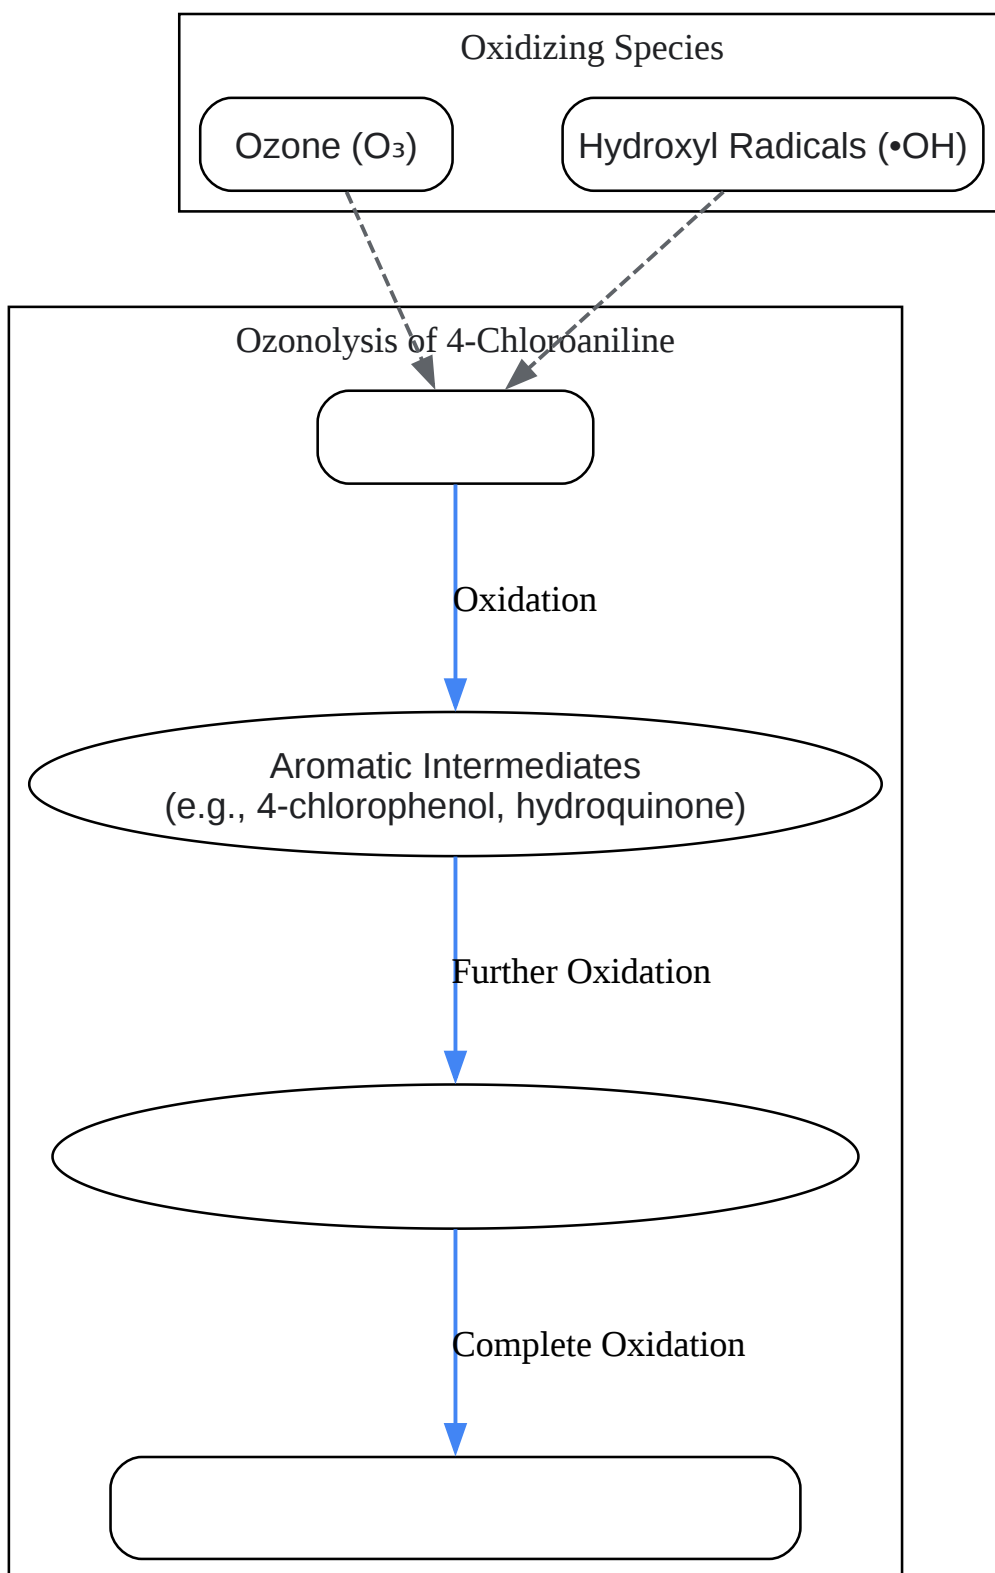 Oxidizing Species
Ozone (O₃)
Hydroxyl Radicals (•OH)
Ozonolysis of 4-Chloroaniline
Oxidation
Aromatic Intermediates
(e.g., 4-chlorophenol, hydroquinone)
Further Oxidation
Complete Oxidation